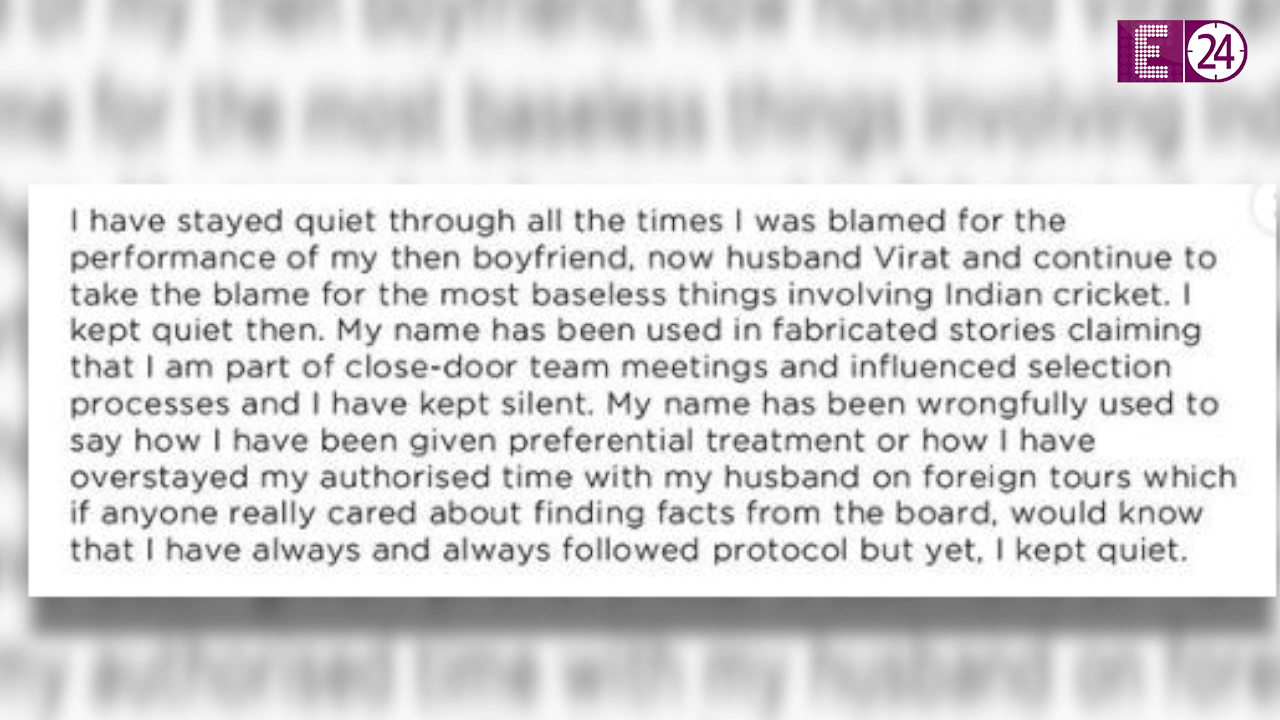 E 24
I have stayed quiet through all the times I was blamed for the
performance of my then boyfriend, now husband Virat and continue to
take the blame for the most baseless things involving Indian cricket. I
kept quiet then. My name has been used in fabricated stories claiming
that I am part of close-door team meetings and influenced selection
processes and I have kept silent. My name has been wrongfully used to
say how I have been given preferential treatment or how I have
overstayed my authorised time with my husband on foreign tours which
if anyone really cared about finding facts from the board, would know
that I have always and always followed protocol but yet, I kept quiet.